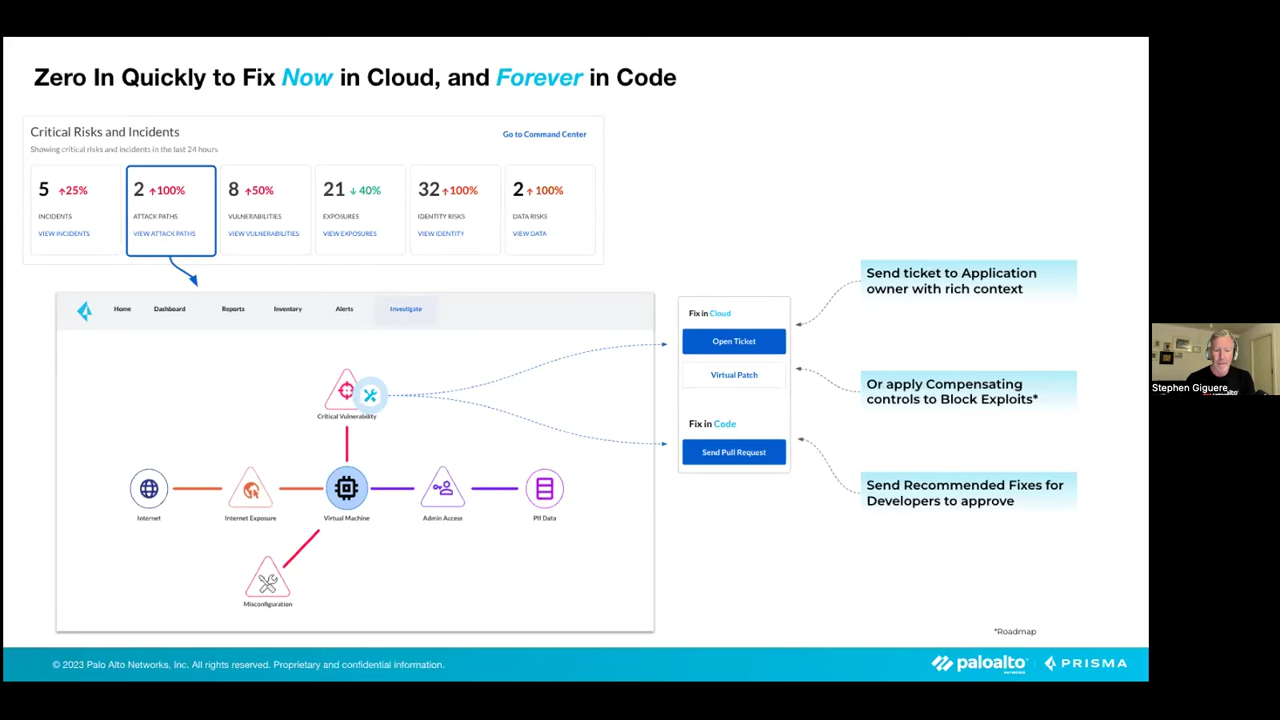 Zero In Quickly to Fix Now in Cloud, and Forever in Code
Critical Risks and Incidents
Go to Command Center
Showing critical risks and incidents in the last 24 hours
5 ↑25%
INCIDENTS
VIEW INCIDENTS
2 ↑100%
ATTACK PATHS
VIEW ATTACK PATHS
8 ↑50%
VULNERABILITIES
VIEW VULNERABILITIES
21 ↓ 40%
EXPOSURES
VIEW EXPOSURES
32 ↑100%
IDENTITY RISKS
VIEW IDENTITY
2 ↑ 100%
DATA RISKS
VIEW DATA
Home Dashboard Reports Inventory Alerts Investigate
Critical Vulnerability
Internet
Internet Exposure
Virtual Machine
Admin Access
PII Data
Misconfiguration
Fix in Cloud
Open Ticket
Virtual Patch
Fix in Code
Send Pull Request
Send ticket to Application
owner with rich context
Or apply Compensating
controls to Block Exploits*
Send Recommended Fixes for
Developers to approve
*Roadmap
© 2023 Palo Alto Networks, Inc. All rights reserved. Proprietary and confidential information.
paloalto
NETWORKS
PRISMA
Stephen Giguere